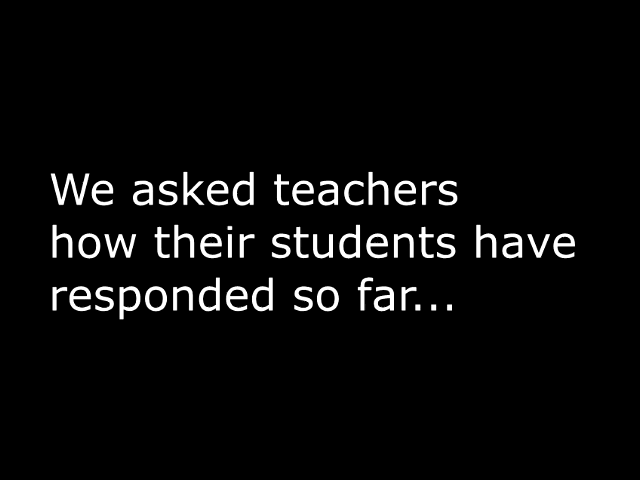 We asked teachers
how their students have
responded so far...